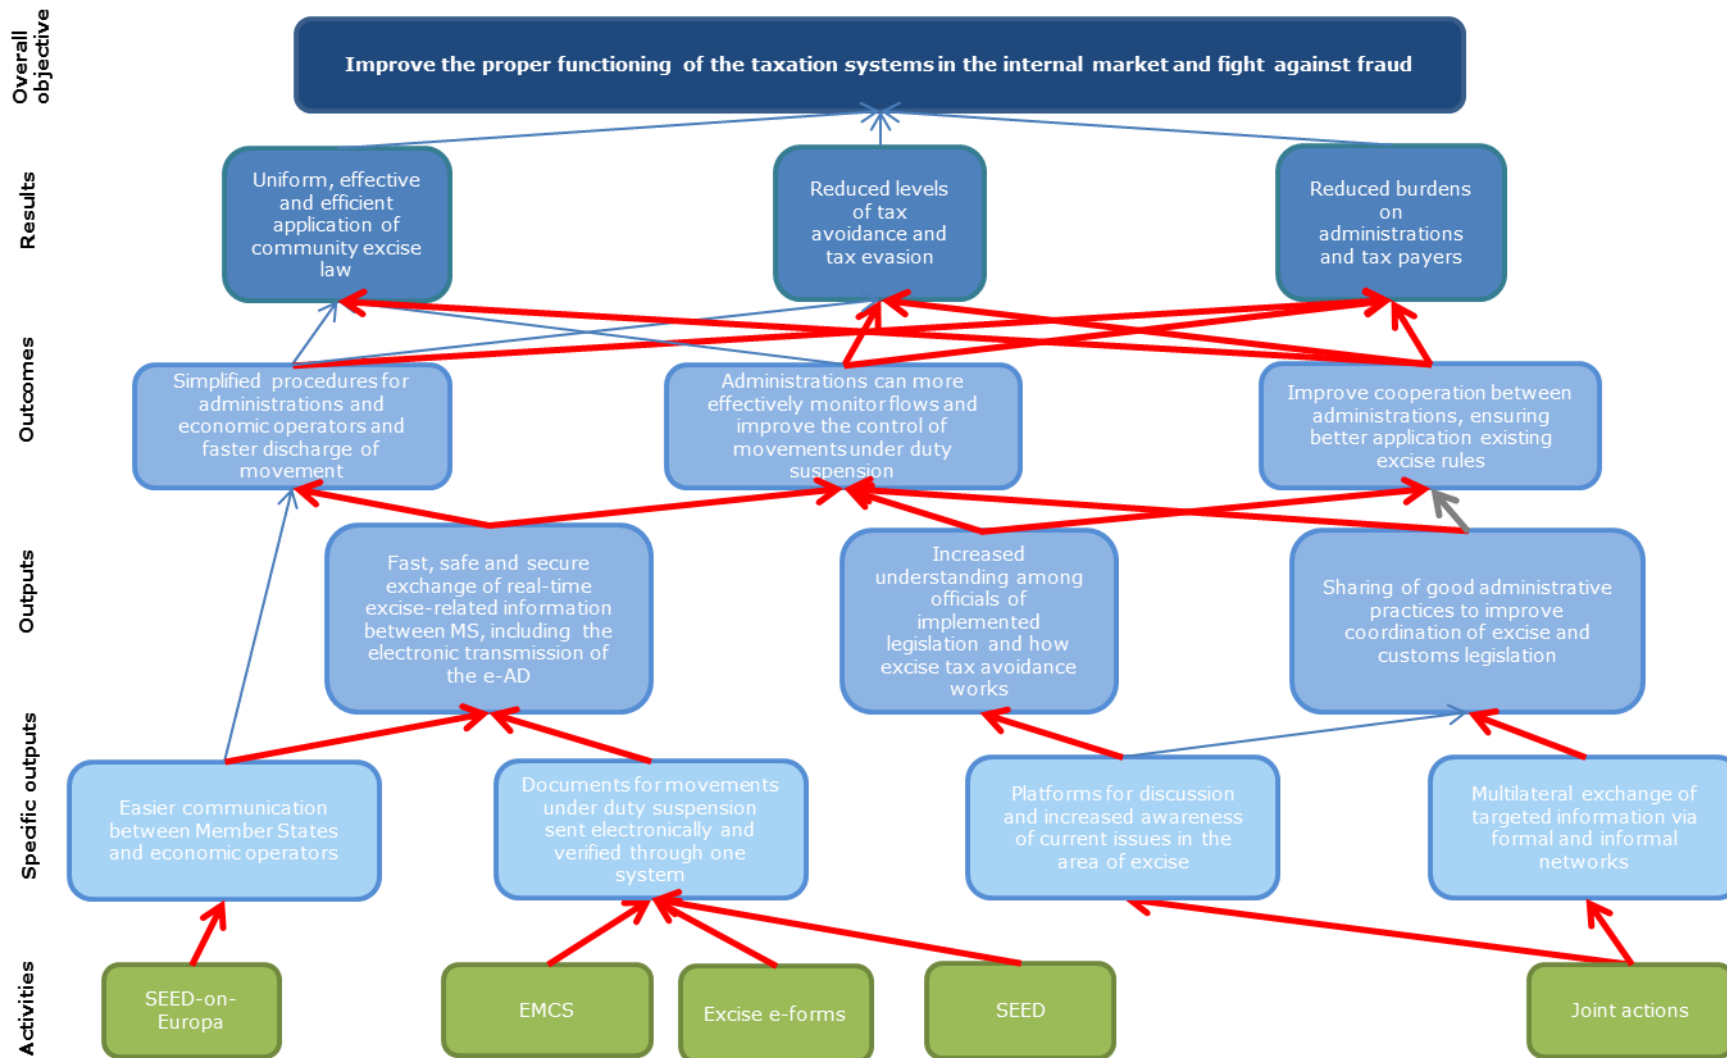 Overall
objective
Improve the proper functioning of the taxation systems in the internal market and fight against fraud
Results
Uniform, effective
and efficient
application of
community excise
law
Reduced levels
of tax
avoidance and
tax evasion
Reduced burdens
on
administrations
and tax payers
Outcomes
Simplified procedures for
administrations and
economic operators and
faster discharge of
movement
Administrations can more
effectively monitor flows and
improve the control of
movements under duty
suspension
Improve cooperation between
administrations, ensuring
better application existing
excise rules
Outputs
Fast, safe and secure
exchange of real-time
excise-related information
between MS, including the
electronic transmission of
the e-AD
Increased
understanding among
officials of
implemented
legislation and how
excise tax avoidance
works
Sharing of good administrative
practices to improve
coordination of excise and
customs legislation
Specific outputs
Easier communication
between Member States
and economic operators
Documents for movements
under duty suspension
sent electronically and
verified through one
system
Platforms for discussion
and increased awareness
of current issues in the
area of excise
Multilateral exchange of
targeted information via
formal and informal
networks
Activities
SEED-on-
Europa
EMCS
Excise e-forms
SEED
Joint actions